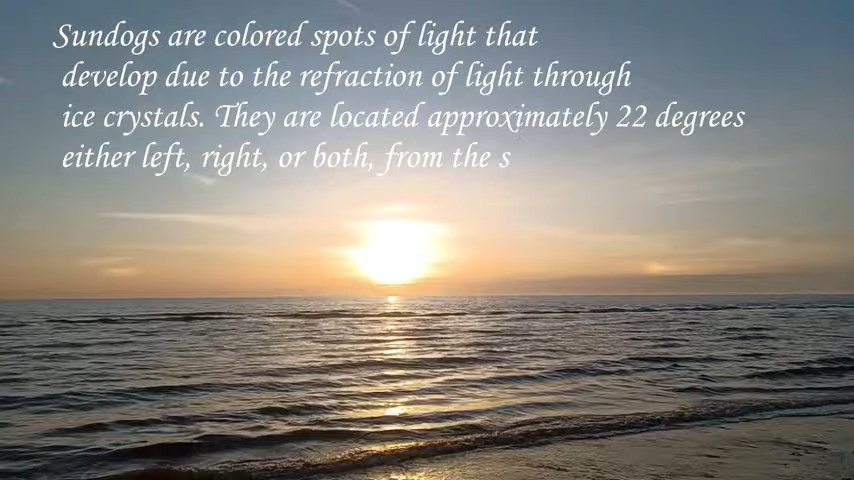 Sundogs are colored spots of light that
develop due to the refraction of light through
ice crystals. They are located approximately 22 degrees
either left, right, or both, from the s